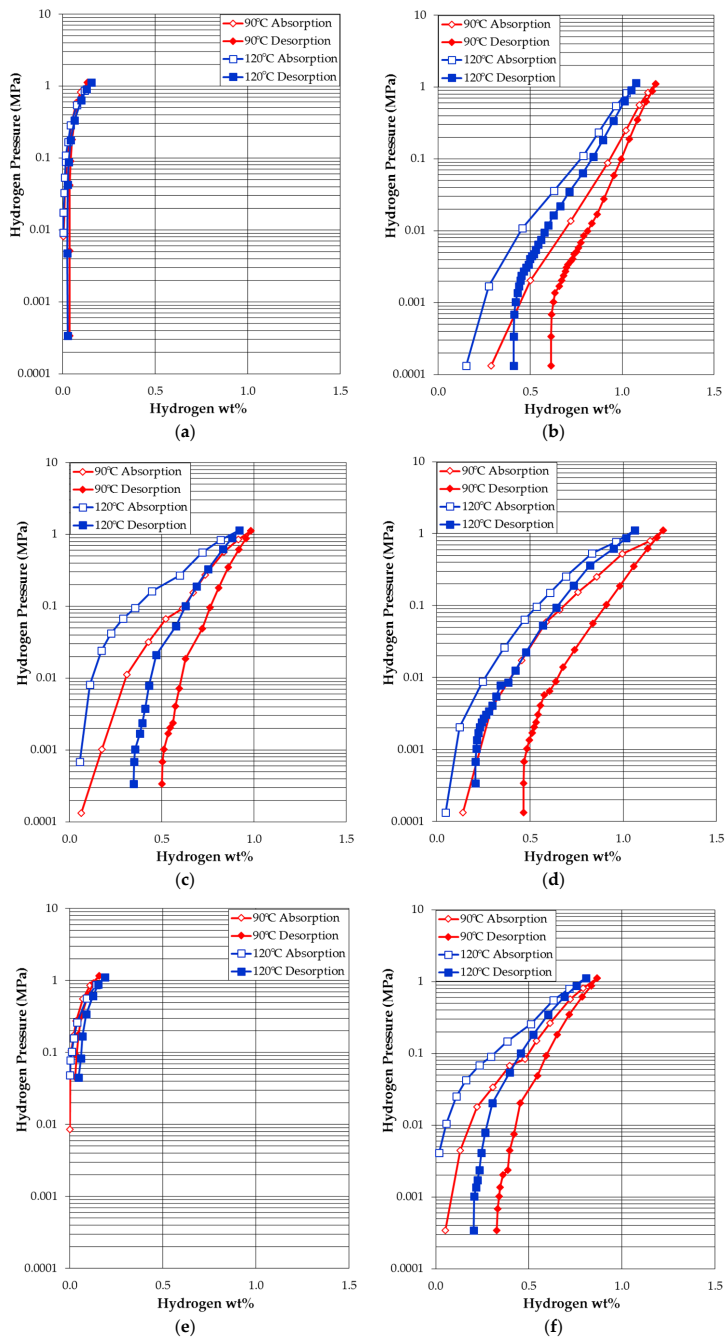 90°C Absorption
90°C Desorption
120°C Absorption
120°C Desorption
Hydrogen Pressure (MPa)
10
1
0.1
0.01
0.001
0.0001
0.0
0.5
1.0
1.5
Hydrogen wt%
(a)
90°C Absorption
90°C Desorption
120°C Absorption
120°C Desorption
Hydrogen Pressure (MPa)
10
1
0.1
0.01
0.001
0.0001
0.0
0.5
1.0
1.5
Hydrogen wt%
(b)
90°C Absorption
90°C Desorption
120°C Absorption
120°C Desorption
Hydrogen Pressure (MPa)
10
1
0.1
0.01
0.001
0.0001
0.0
0.5
1.0
1.5
Hydrogen wt%
(c)
90°C Absorption
90°C Desorption
120°C Absorption
120°C Desorption
Hydrogen Pressure (MPa)
10
1
0.1
0.01
0.001
0.0001
0.0
0.5
1.0
1.5
Hydrogen wt%
(d)
90°C Absorption
90°C Desorption
120°C Absorption
120°C Desorption
Hydrogen Pressure (MPa)
10
1
0.1
0.01
0.001
0.0001
0.0
0.5
1.0
1.5
Hydrogen wt%
(e)
90°C Absorption
90°C Desorption
120°C Absorption
120°C Desorption
Hydrogen Pressure (MPa)
10
1
0.1
0.01
0.001
0.0001
0.0
0.5
1.0
1.5
Hydrogen wt%
(f)